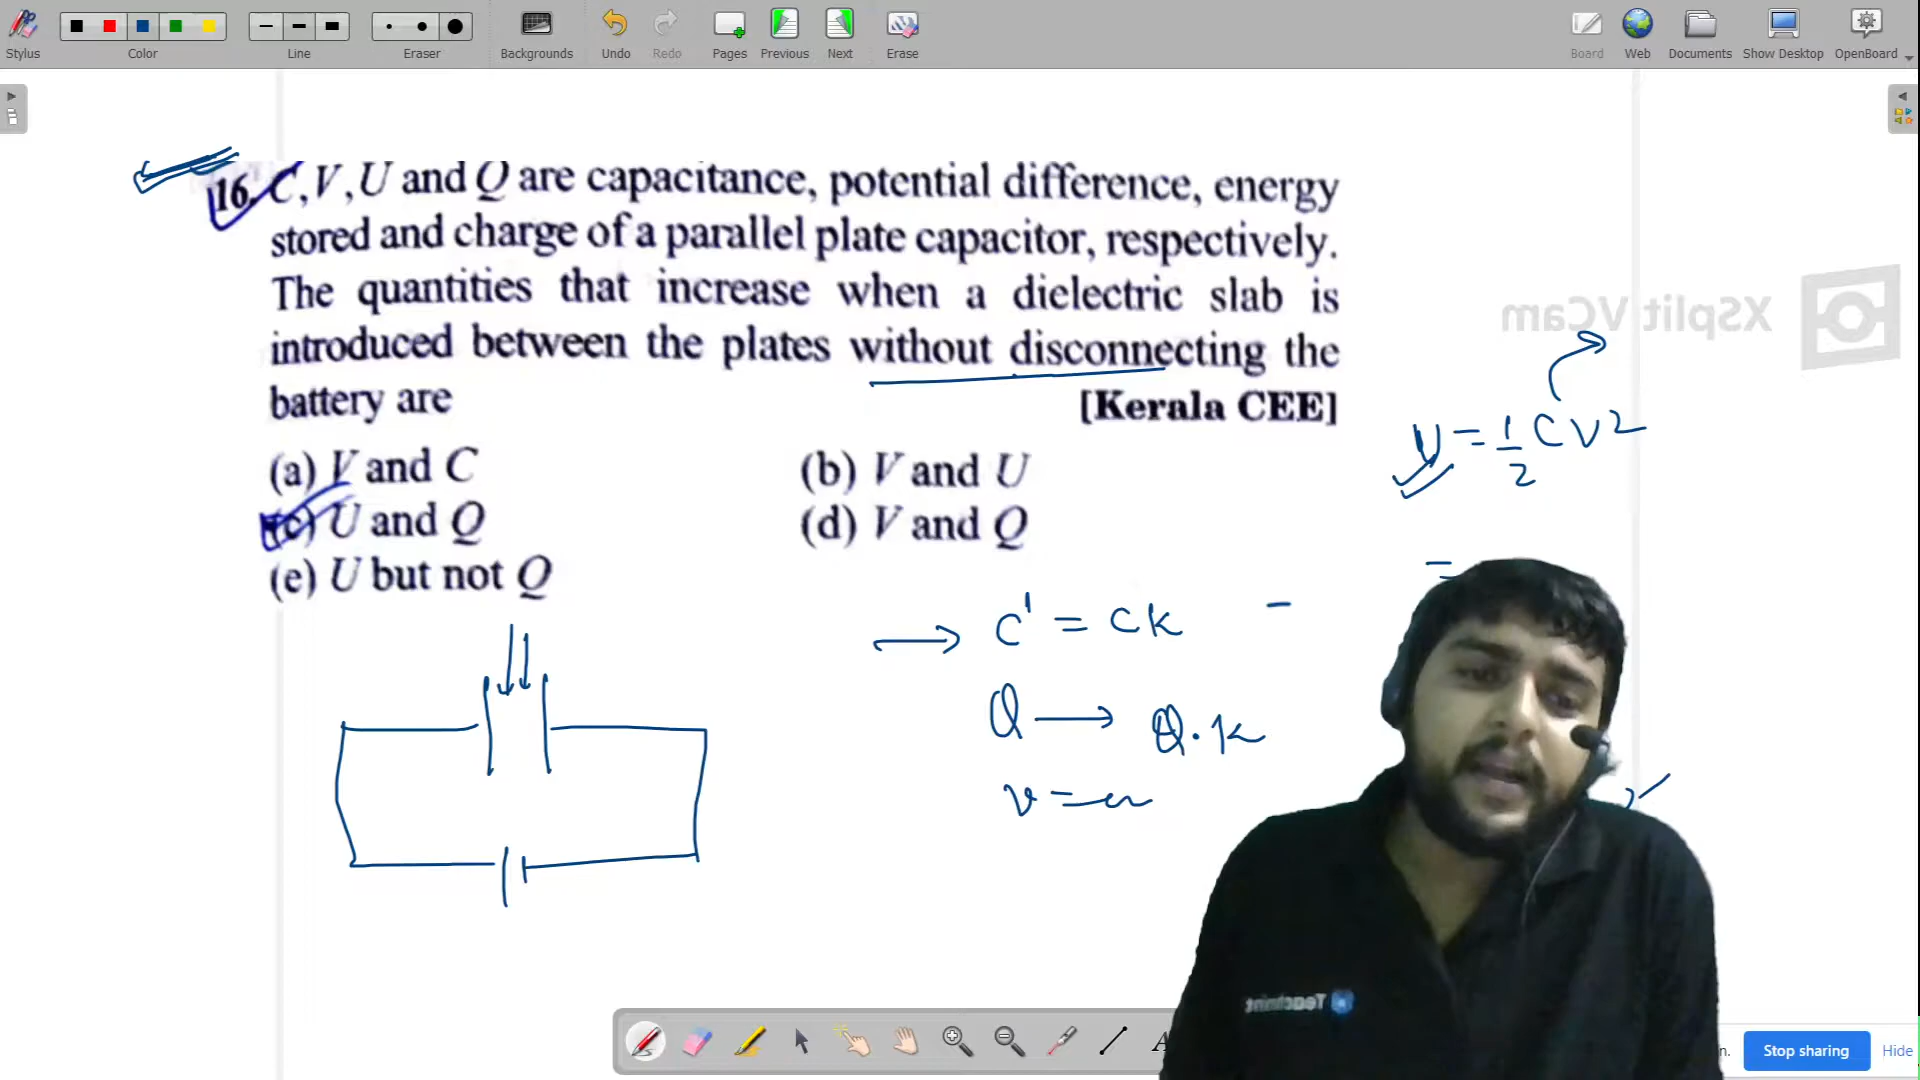 Stylus
Color
Line
Eraser
Backgrounds
Undo
Redo
Pages
Previous
Next
Erase
Board
Web
Documents
Show Desktop
OpenBoard
16. C, V, U and Q are capacitance, potential difference, energy
stored and charge of a parallel plate capacitor, respectively.
The quantities that increase when a dielectric slab is
introduced between the plates without disconnecting the
battery are
[Kerala CEE]
(a) V and C
(b) V and U
(c) U and Q
(d) V and Q
(e) U but not Q
XSplit VCam
U = 1/2 CV²
=
C' = CK
Q → Q.K
V =
Teachmint
n.
Stop sharing
Hide